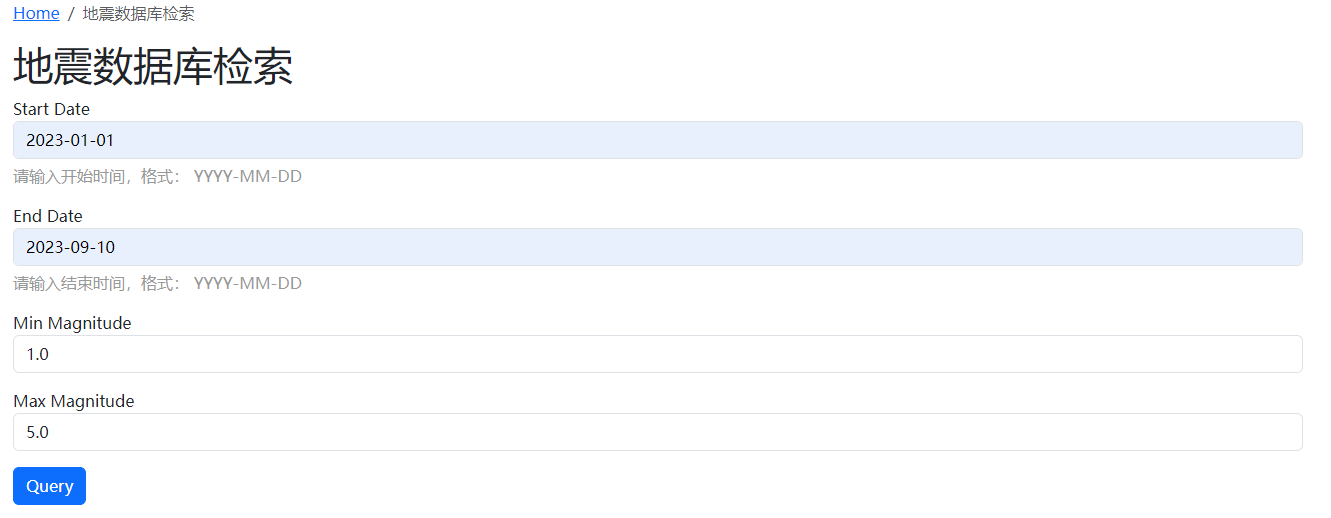 Home / 地震数据库检索
地震数据库检索
Start Date
2023-01-01
请输入开始时间，格式： YYYY-MM-DD
End Date
2023-09-10
请输入结束时间，格式： YYYY-MM-DD
Min Magnitude
1.0
Max Magnitude
5.0
Query